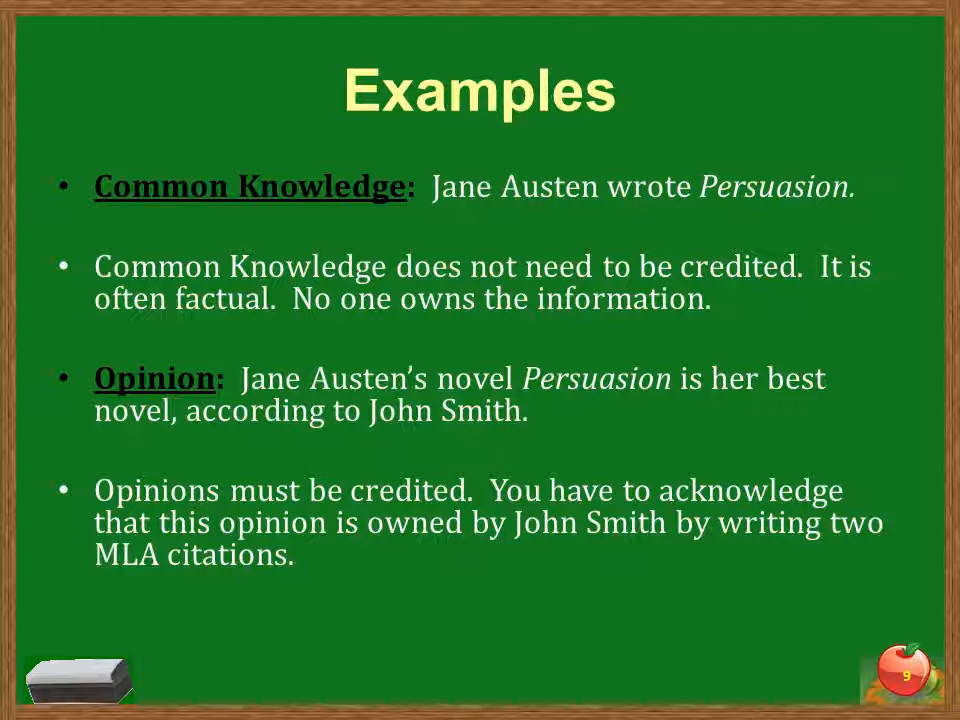 Examples
• Common Knowledge:  Jane Austen wrote Persuasion.
• Common Knowledge does not need to be credited.  It is
often factual.  No one owns the information.
• Opinion:  Jane Austen’s novel Persuasion is her best
novel, according to John Smith.
• Opinions must be credited.  You have to acknowledge
that this opinion is owned by John Smith by writing two
MLA citations.
9